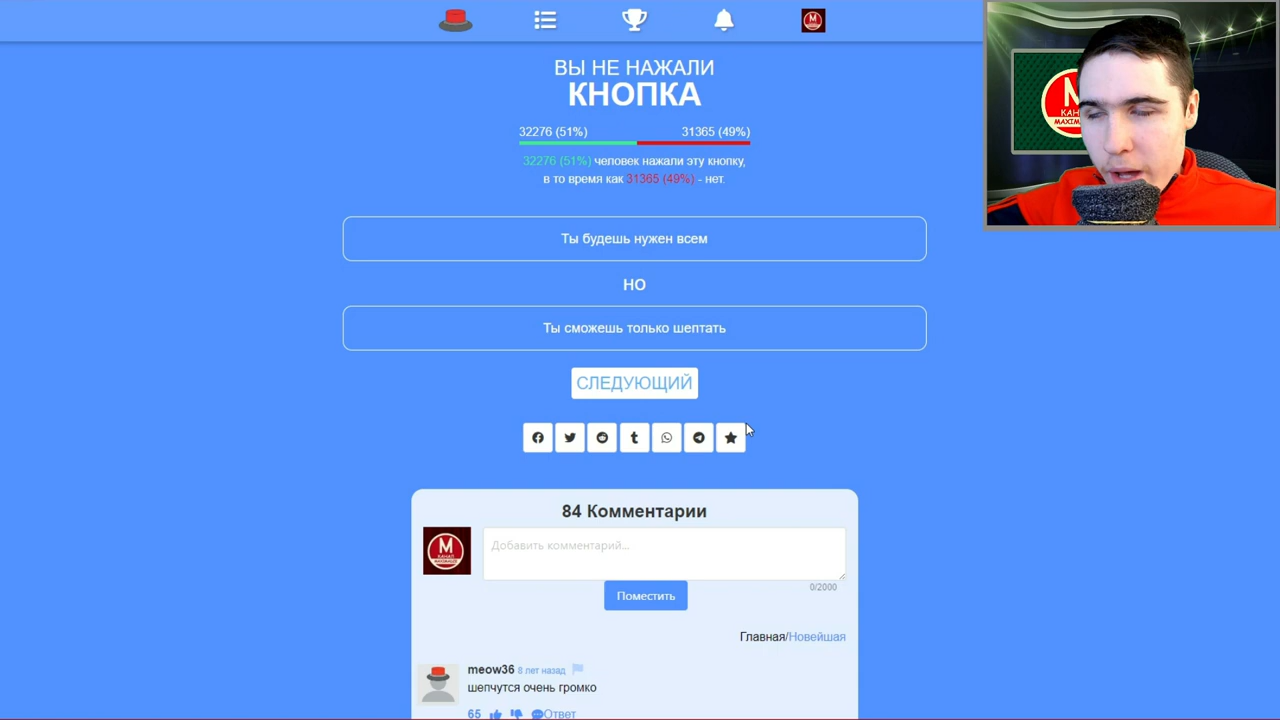 ВЫ НЕ НАЖАЛИ
КНОПКА
32276 (51%) 31365 (49%)
32276 (51%) человек нажали эту кнопку,
в то время как 31365 (49%) - нет.
Ты будешь нужен всем
НО
Ты сможешь только шептать
СЛЕДУЮЩИЙ
84 Комментарии
Добавить комментарий...
0/2000
Поместить
Главная/Новейшая
meow36 8 лет назад
шепчутся очень громко
65 Ответ